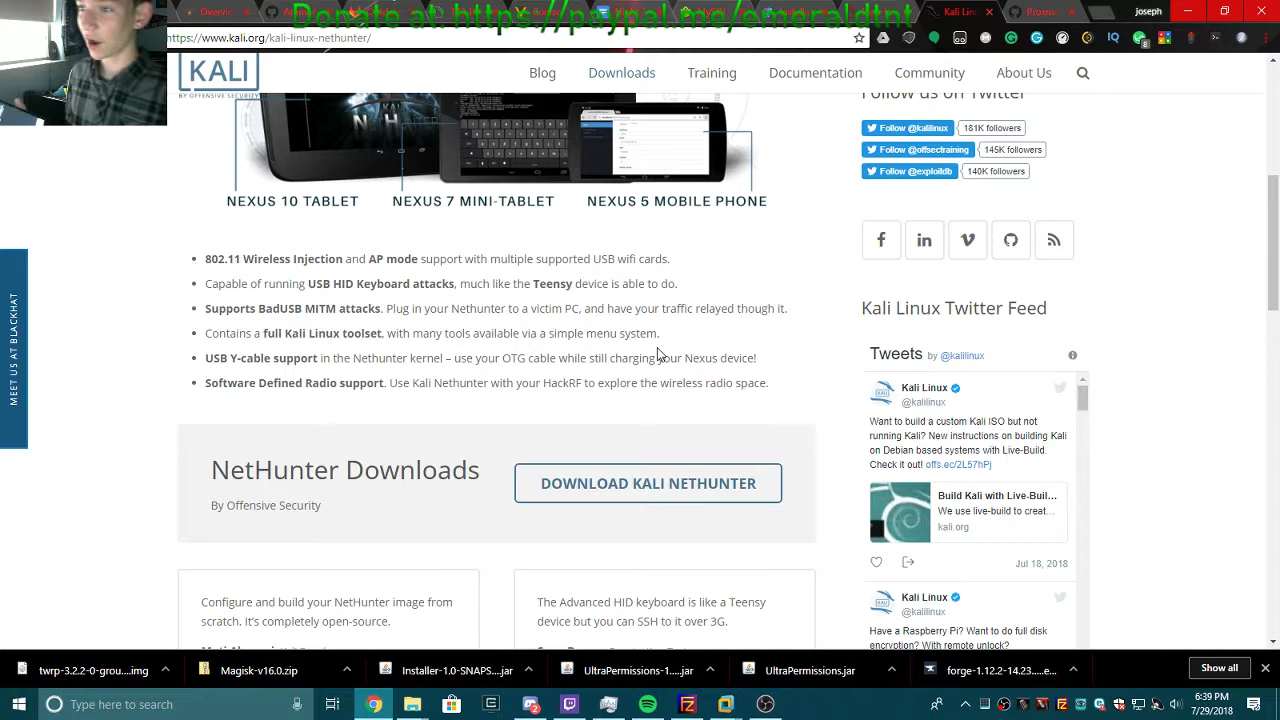 Donate at https://paypal.me/emeraldtnt
Overvie
Kali Lin
Proxmo
joseph
https://www.kali.org/kali-linux-nethunter/
KALI
BY OFFENSIVE SECURITY
Blog
Downloads
Training
Documentation
Community
About Us
Follow us on Twitter
Follow @kalilinux
181K followers
Follow @offsectraining
145K followers
Follow @exploitdb
140K followers
NEXUS 10 TABLET
NEXUS 7 MINI-TABLET
NEXUS 5 MOBILE PHONE
802.11 Wireless Injection and AP mode support with multiple supported USB wifi cards.
Capable of running USB HID Keyboard attacks, much like the Teensy device is able to do.
Supports BadUSB MITM attacks. Plug in your Nethunter to a victim PC, and have your traffic relayed though it.
Contains a full Kali Linux toolset, with many tools available via a simple menu system.
USB Y-cable support in the Nethunter kernel – use your OTG cable while still charging your Nexus device!
Software Defined Radio support. Use Kali Nethunter with your HackRF to explore the wireless radio space.
MEET US AT BLACKHAT
NetHunter Downloads
By Offensive Security
DOWNLOAD KALI NETHUNTER
Configure and build your NetHunter image from
scratch. It's completely open-source.
The Advanced HID keyboard is like a Teensy
device but you can SSH to it over 3G.
Kali Linux Twitter Feed
Tweets by @kalilinux
Kali Linux
@kalilinux
Want to build a custom Kali ISO but not
running Kali? New instructions on building Kali
on Debian based systems with Live-Build.
Check it out! offs.ec/2L57hPj
Build Kali with Live-Buil...
We use live-build to creat...
kali.org
Jul 18, 2018
Kali Linux
@kalilinux
Have a Raspberry Pi? Want to do full disk
encryption? With remote unlock?
twrp-3.2.2-0-grou....img
Magisk-v16.0.zip
Installer-1.0-SNAPS....jar
UltraPermissions-1....jar
UltraPermissions.jar
forge-1.12.2-14.23....e...
Show all
Type here to search
6:39 PM
7/29/2018